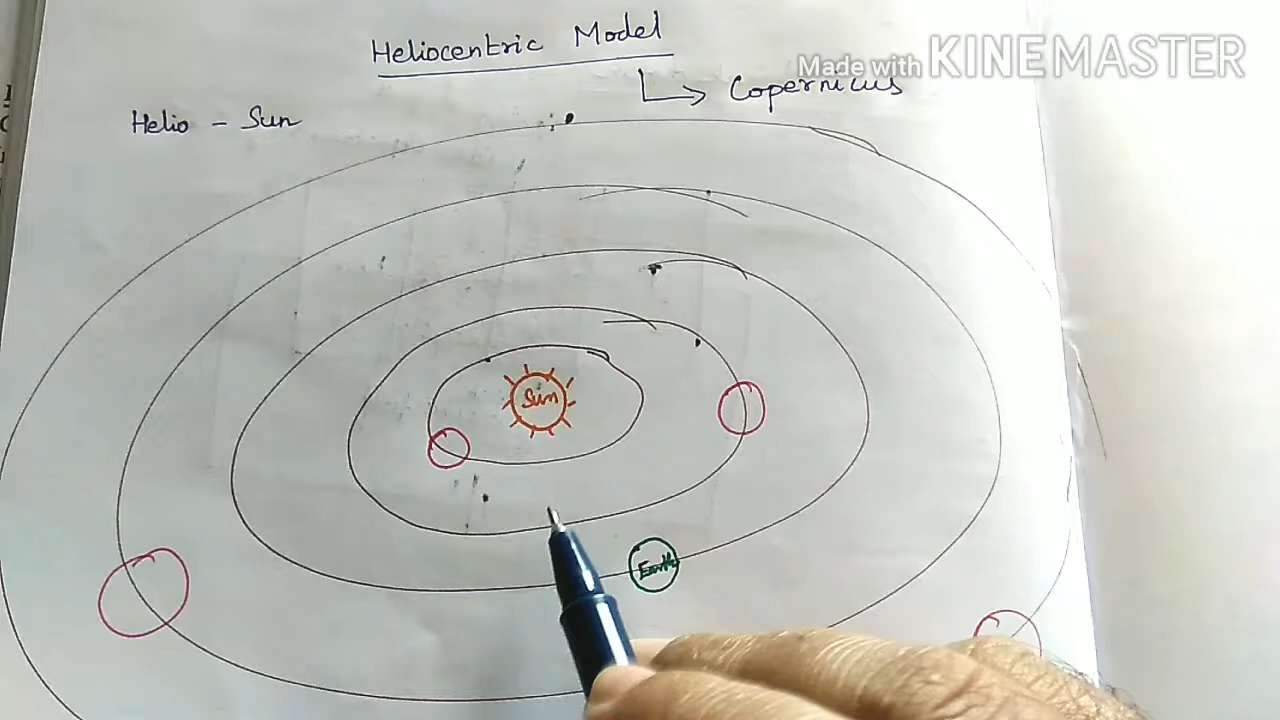 Heliocentric Model
Made with KINEMASTER
Copernicus
Helio - Sun
Sun
Earth